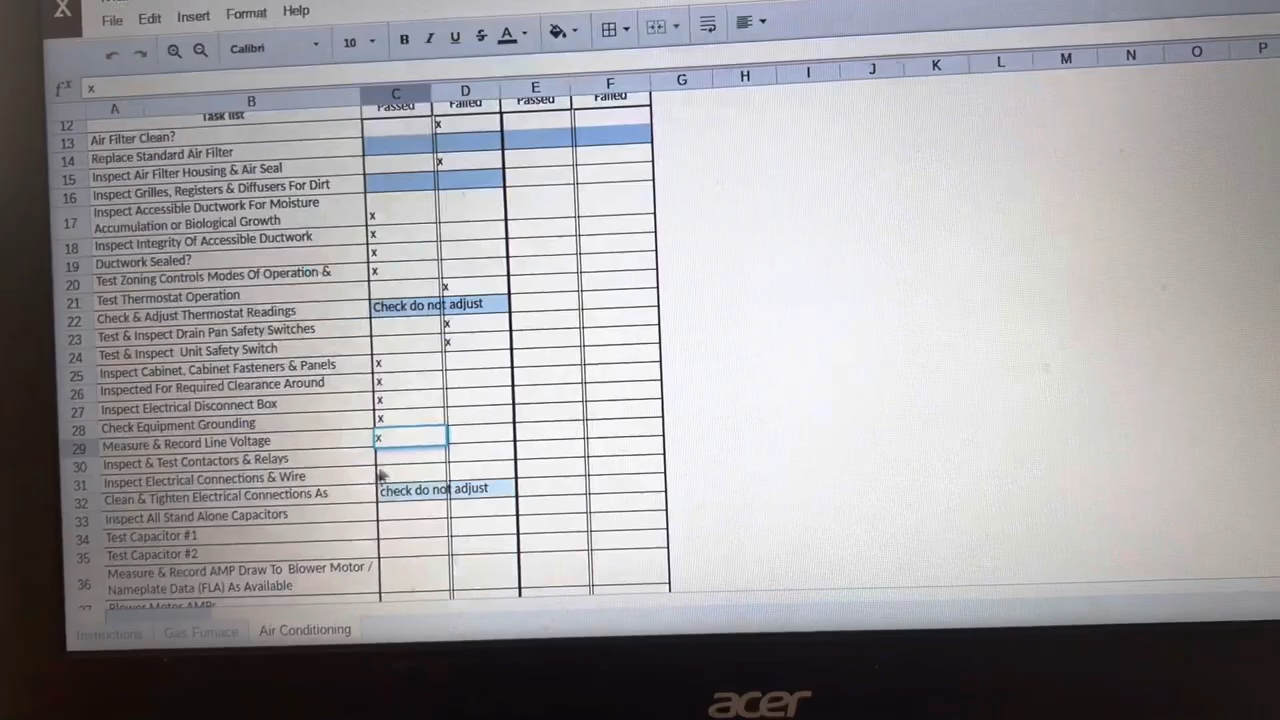 X
File Edit Insert Format Help
Calibri 10 B I U S A
fx x
A B C D E F G H I J K L M N O P
Task list Passed Failed Passed Failed
12 x
13 Air Filter Clean?
14 Replace Standard Air Filter x
15 Inspect Air Filter Housing & Air Seal
16 Inspect Grilles, Registers & Diffusers For Dirt
17 Inspect Accessible Ductwork For Moisture
Accumulation or Biological Growth x
18 Inspect Integrity Of Accessible Ductwork x
19 Ductwork Sealed? x
20 Test Zoning Controls Modes Of Operation & x
21 Test Thermostat Operation x
22 Check & Adjust Thermostat Readings Check do not adjust
23 Test & Inspect Drain Pan Safety Switches x
24 Test & Inspect Unit Safety Switch x
25 Inspect Cabinet, Cabinet Fasteners & Panels x
26 Inspected For Required Clearance Around x
27 Inspect Electrical Disconnect Box x
28 Check Equipment Grounding x
29 Measure & Record Line Voltage x
30 Inspect & Test Contactors & Relays
31 Inspect Electrical Connections & Wire
32 Clean & Tighten Electrical Connections As check do not adjust
33 Inspect All Stand Alone Capacitors
34 Test Capacitor #1
35 Test Capacitor #2
36 Measure & Record AMP Draw To Blower Motor /
Nameplate Data (FLA) As Available
37 Blower Motor AMPs
Instructions Gas Furnace Air Conditioning
acer